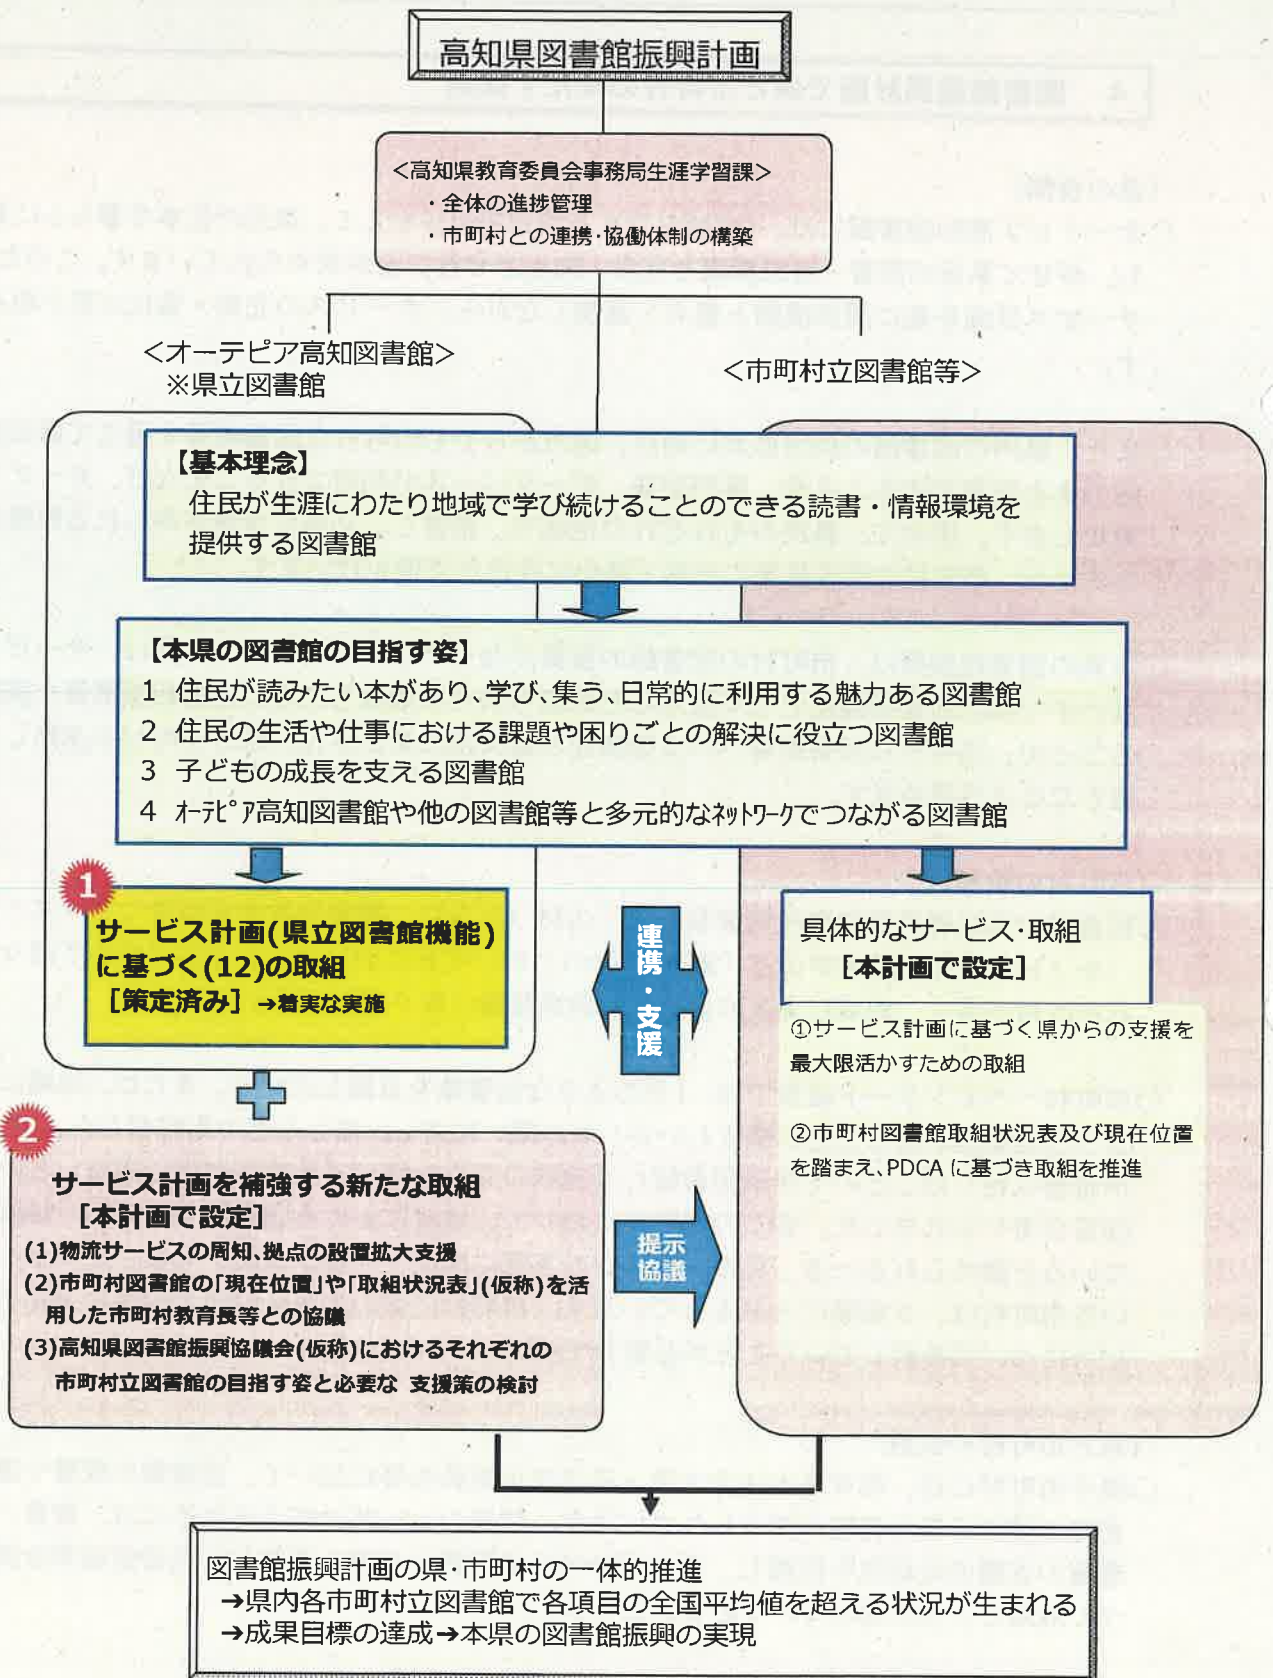 高知県図書館振興計画
＜高知県教育委員会事務局生涯学習課＞
・全体の進捗管理
・市町村との連携・協働体制の構築
＜オーテピア高知図書館＞
※県立図書館
＜市町村立図書館等＞
【基本理念】
住民が生涯にわたり地域で学び続けることのできる読書・情報環境を
提供する図書館
【本県の図書館の目指す姿】
1 住民が読みたい本があり、学び、集う、日常的に利用する魅力ある図書館
2 住民の生活や仕事における課題や困りごとの解決に役立つ図書館
3 子どもの成長を支える図書館
4 ｵｰﾃﾋﾟｱ高知図書館や他の図書館等と多元的なﾈｯﾄﾜｰｸでつながる図書館
1
サービス計画(県立図書館機能)
に基づく(12)の取組
［策定済み］→着実な実施
連携・支援
具体的なサービス・取組
［本計画で設定］
①サービス計画に基づく県からの支援を
最大限活かすための取組
②市町村図書館取組状況表及び現在位置
を踏まえ、PDCA に基づき取組を推進
2
サービス計画を補強する新たな取組
［本計画で設定］
(1)物流サービスの周知、拠点の設置拡大支援
(2)市町村図書館の「現在位置」や「取組状況表」(仮称)を活
用した市町村教育長等との協議
(3)高知県図書館振興協議会(仮称)におけるそれぞれの
市町村立図書館の目指す姿と必要な 支援策の検討
提示
協議
図書館振興計画の県・市町村の一体的推進
→県内各市町村立図書館で各項目の全国平均値を超える状況が生まれる
→成果目標の達成→本県の図書館振興の実現